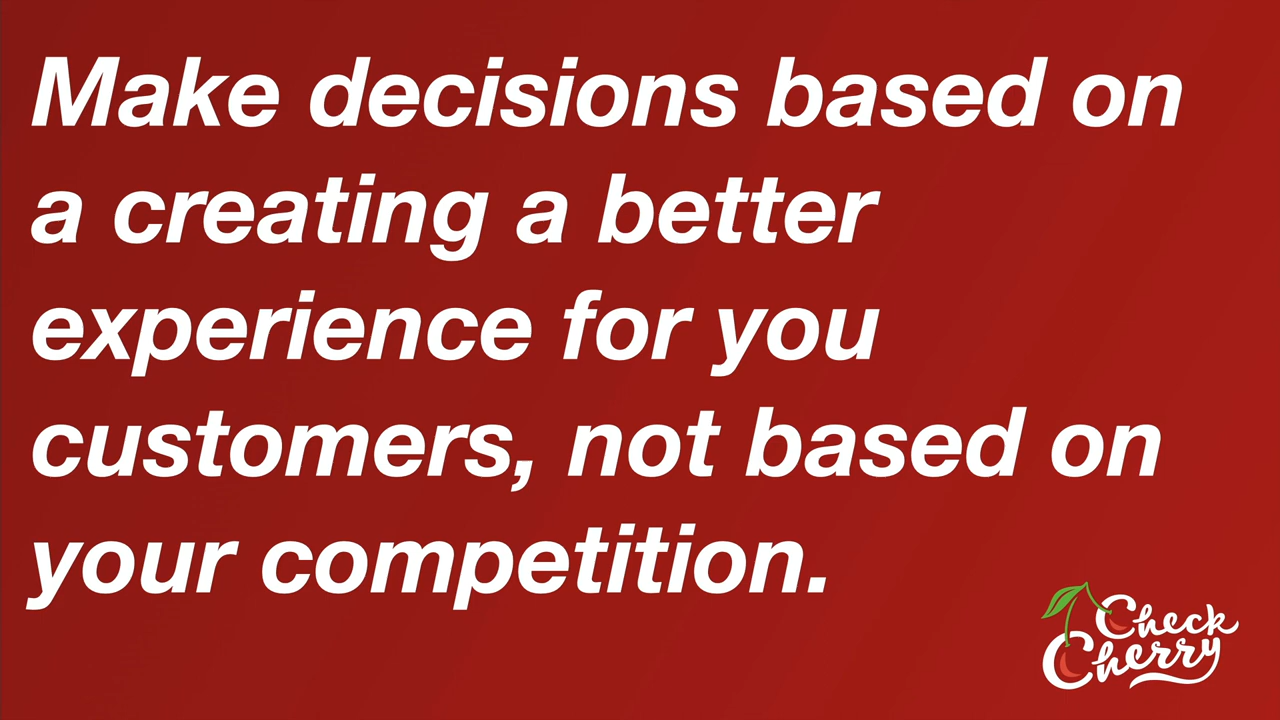 Make decisions based on
a creating a better
experience for you
customers, not based on
your competition.
Check
Cherry